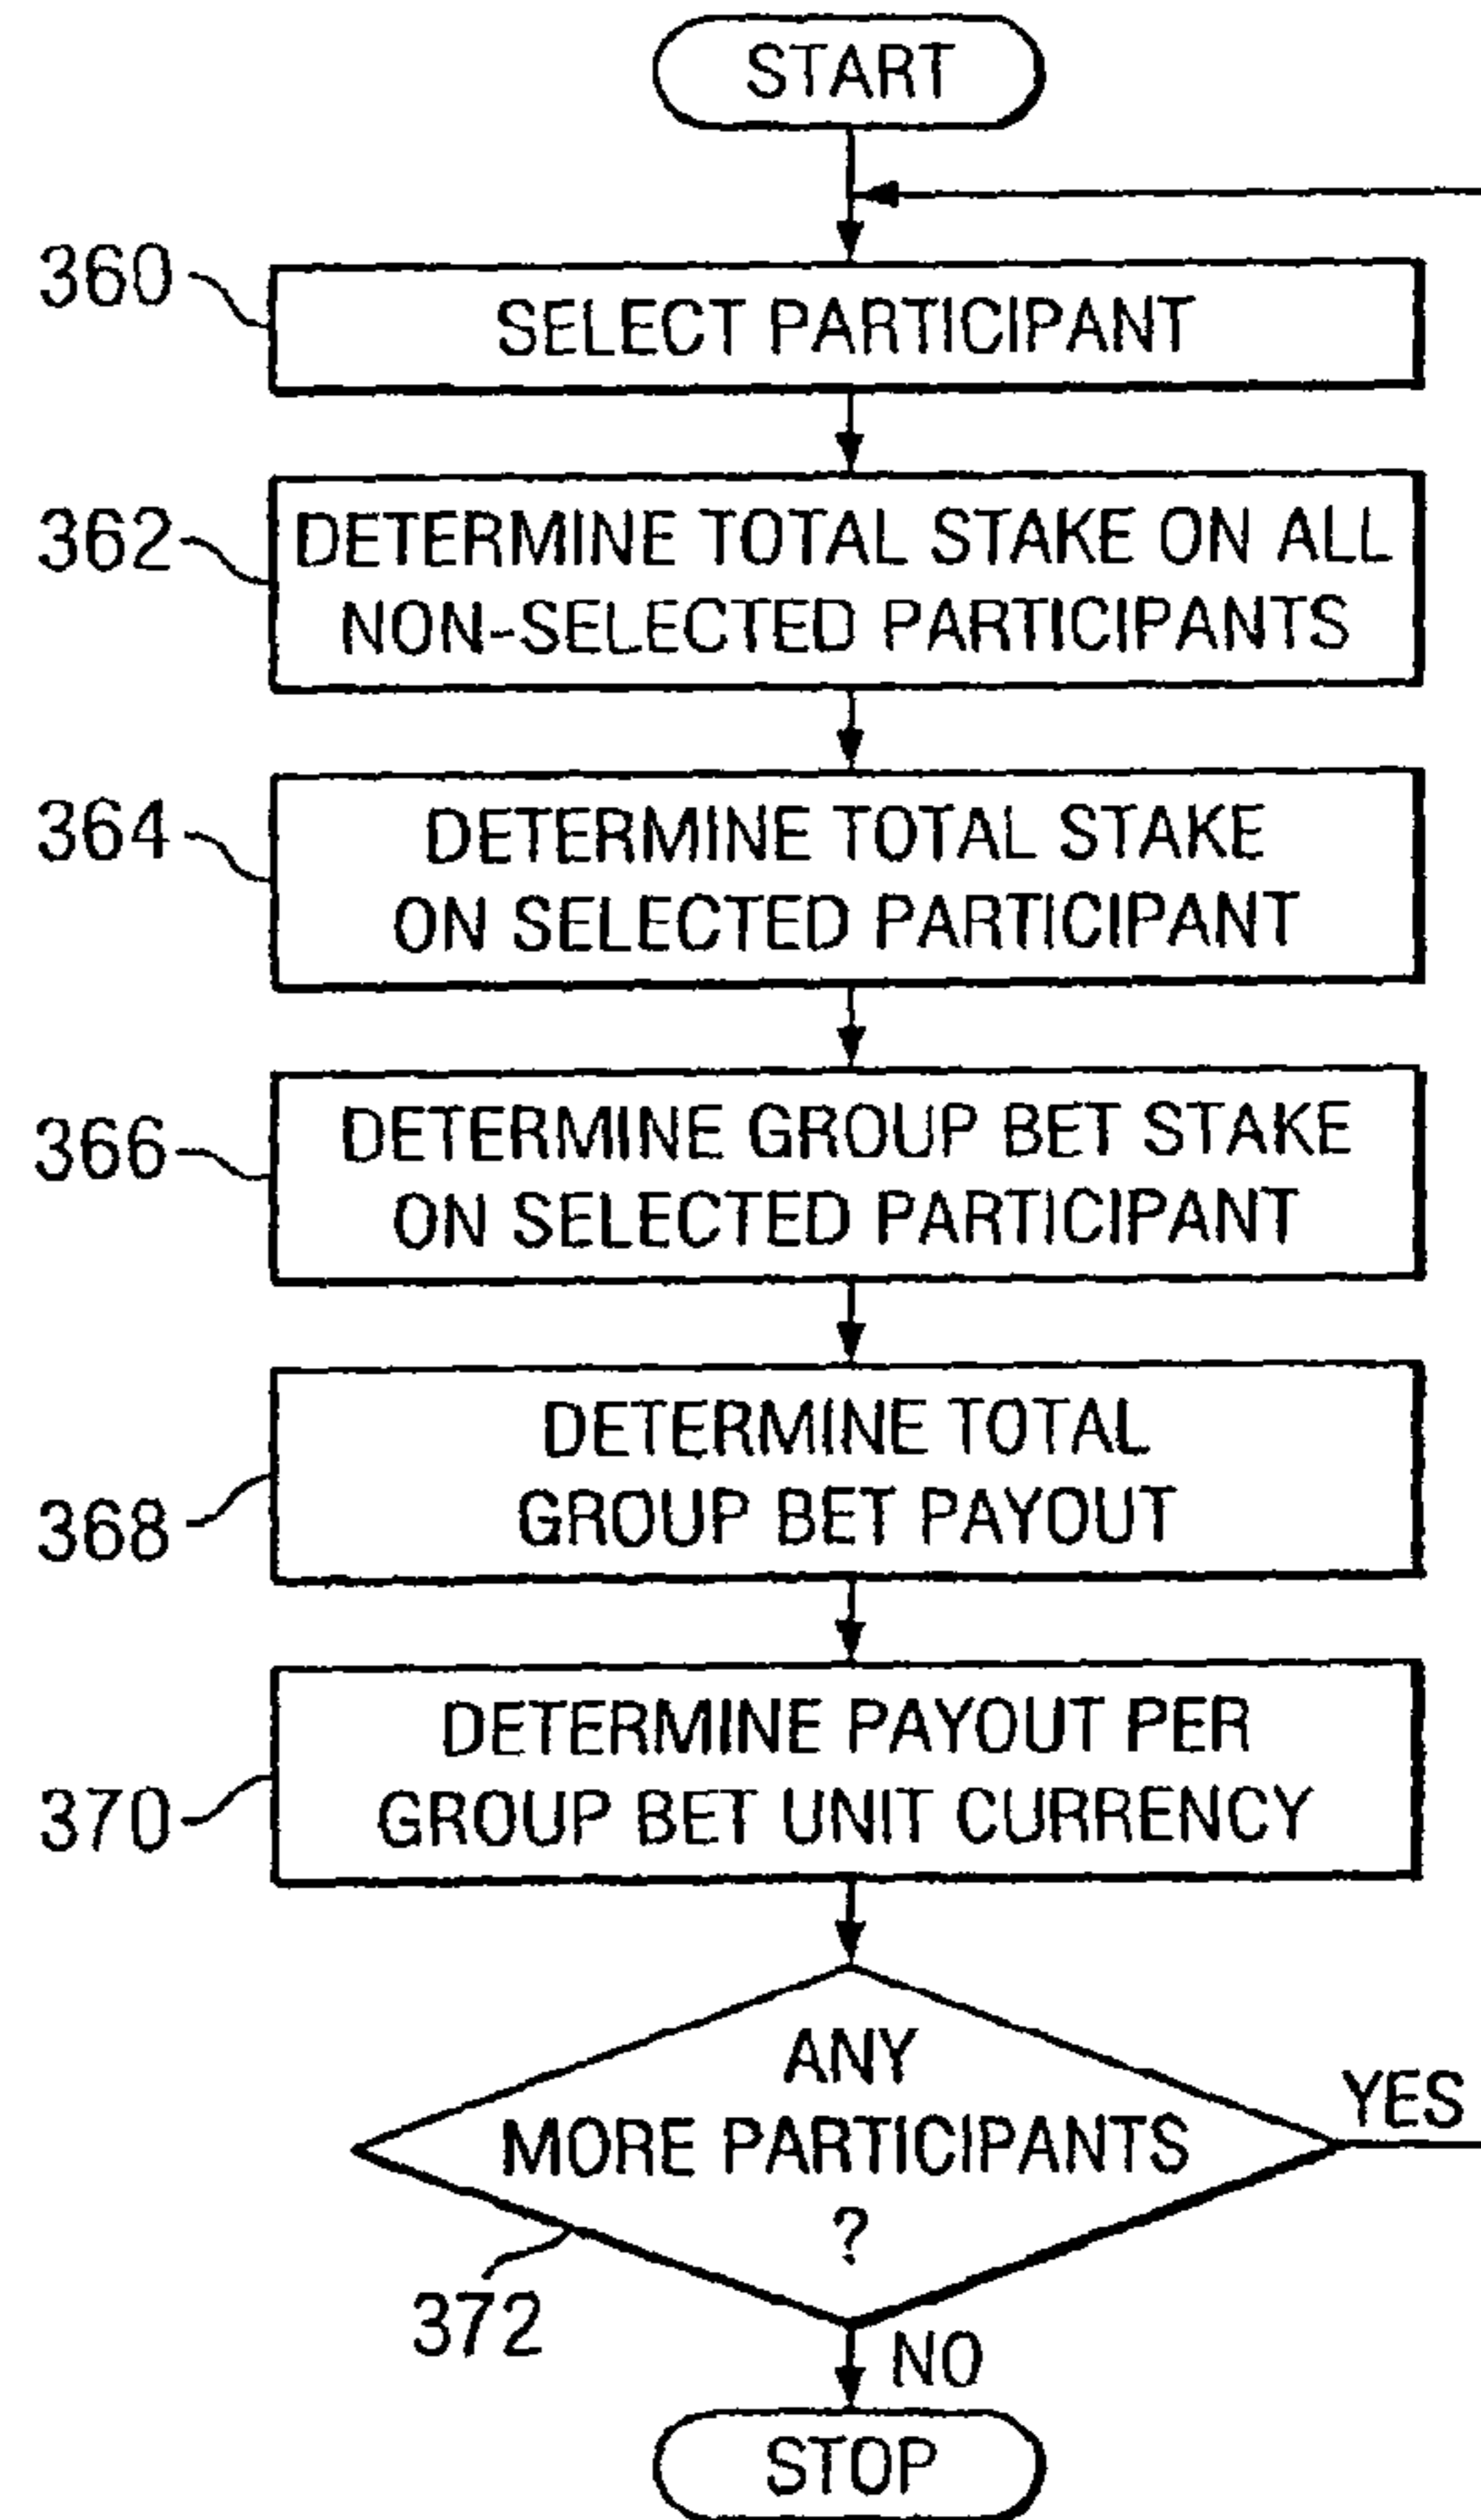 START
360
SELECT PARTICIPANT
362
DETERMINE TOTAL STAKE ON ALL
NON-SELECTED PARTICIPANTS
364
DETERMINE TOTAL STAKE
ON SELECTED PARTICIPANT
366
DETERMINE GROUP BET STAKE
ON SELECTED PARTICIPANT
368
DETERMINE TOTAL
GROUP BET PAYOUT
370
DETERMINE PAYOUT PER
GROUP BET UNIT CURRENCY
ANY
MORE PARTICIPANTS
?
YES
372
NO
STOP